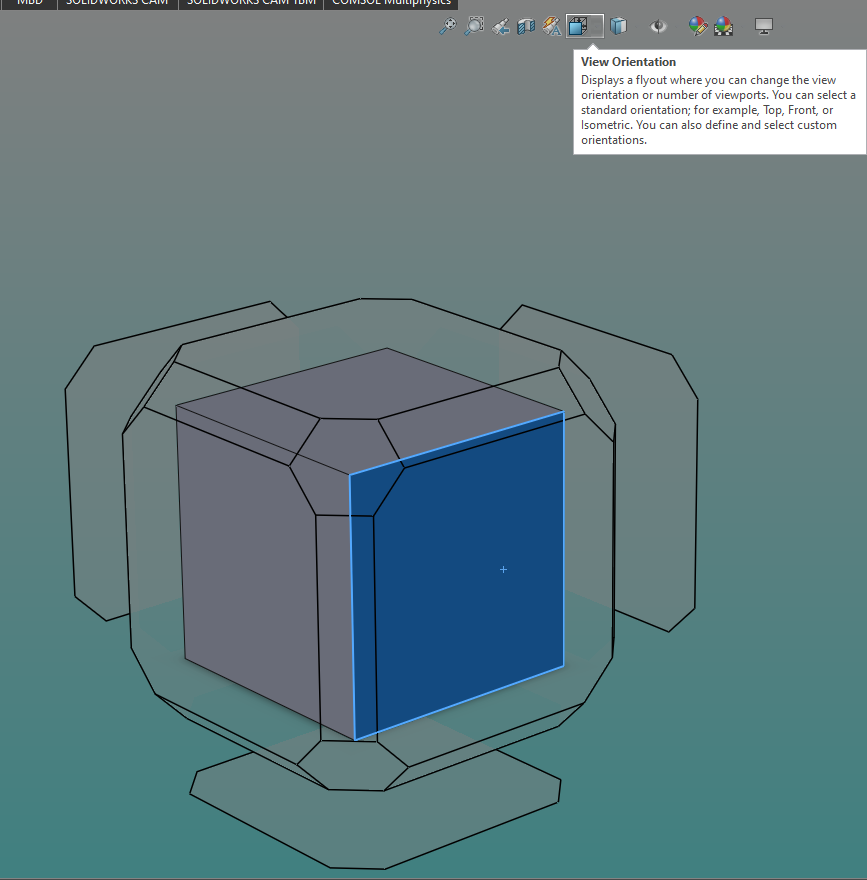 MBD SOLIDWORKS CAM SOLIDWORKS CAM TBM COMSOL Multiphysics
View Orientation
Displays a flyout where you can change the view
orientation or number of viewports. You can select a
standard orientation; for example, Top, Front, or
Isometric. You can also define and select custom
orientations.